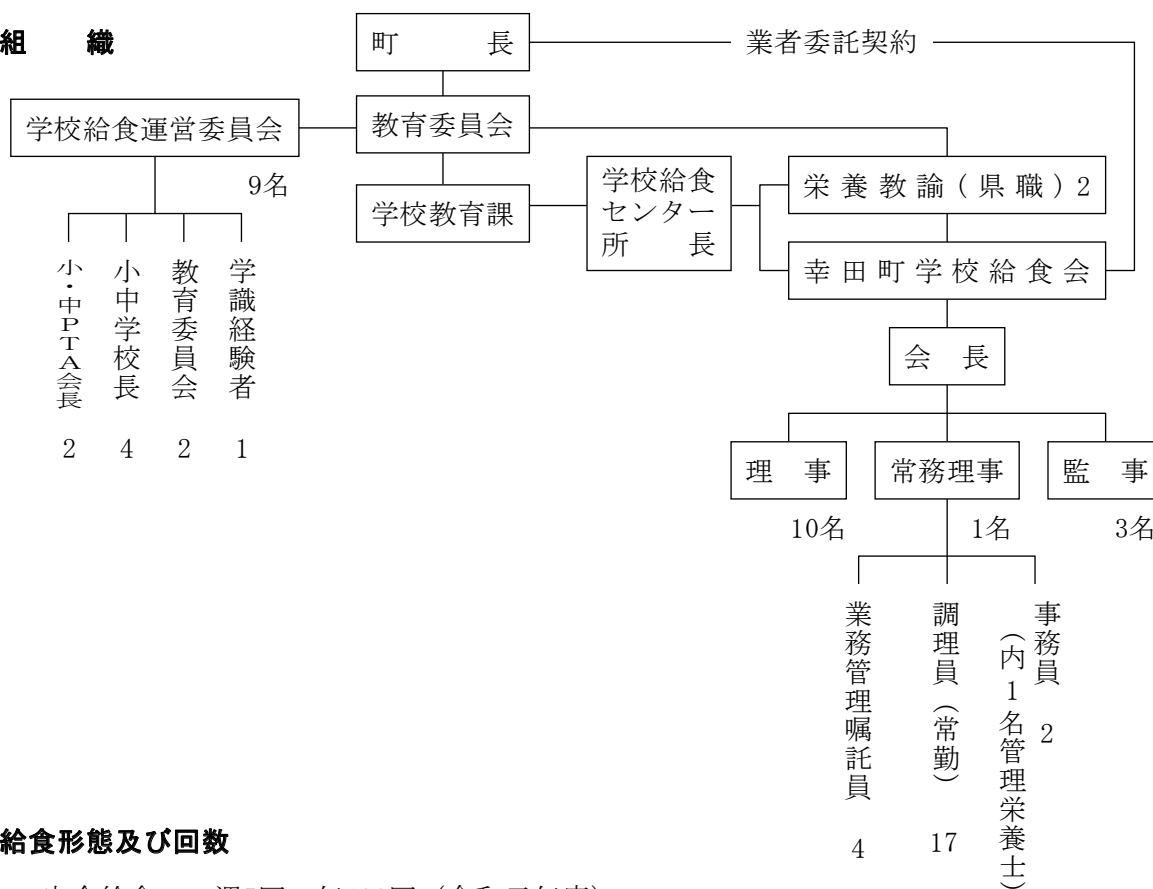 組　織
町　長
業者委託契約
学校給食運営委員会
教育委員会
9名
学校教育課
学校給食
センター
所　長
栄養教諭(県職)2
幸田町学校給食会
小・中PTA会長　2
小中学校長　4
教育委員会　2
学識経験者　1
会　長
理　事
常務理事
監　事
10名
1名
3名
業務管理嘱託員　4
調理員(常勤)　17
事務員　2
(内1名管理栄養士)
給食形態及び回数